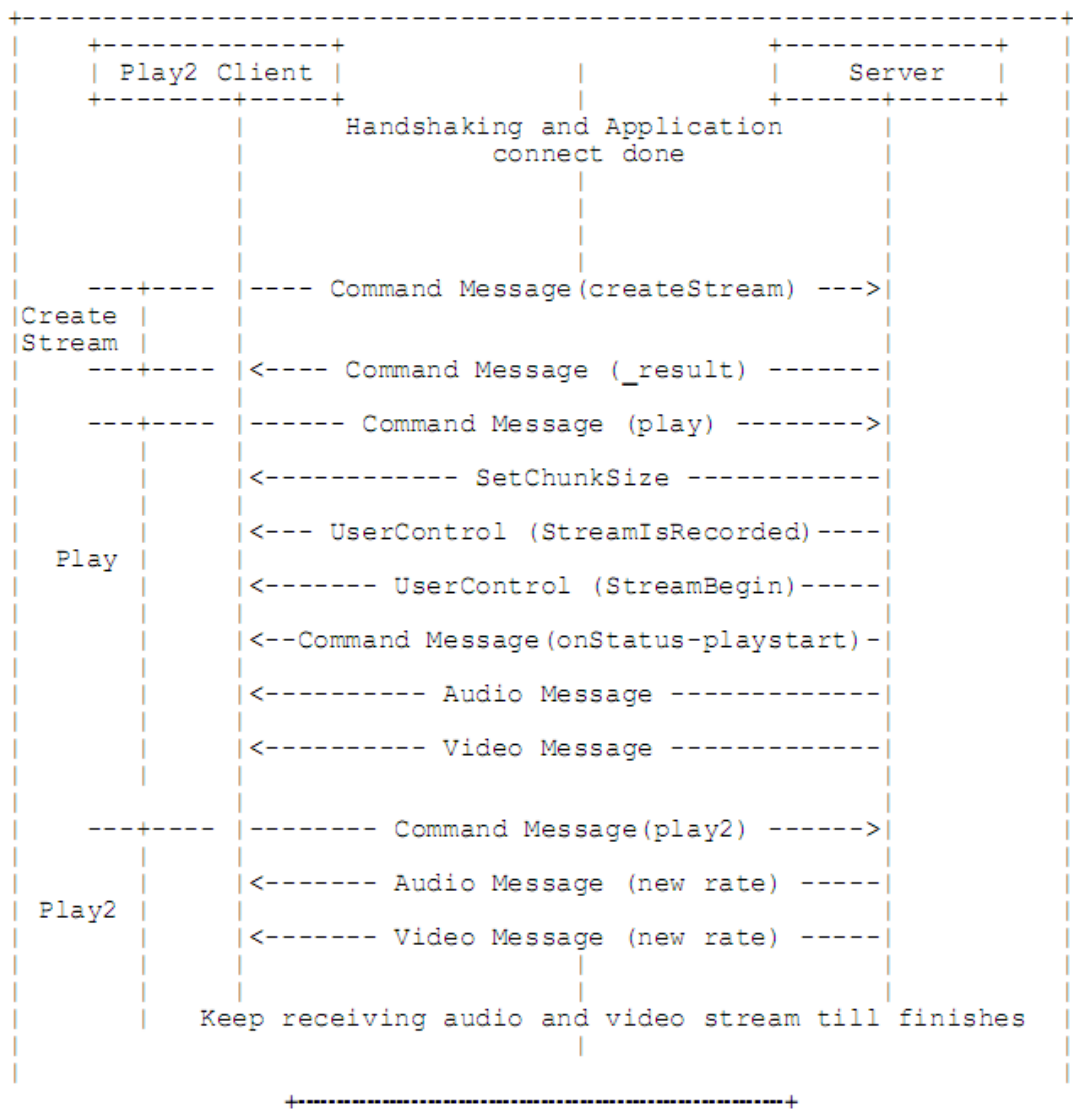 Play2 Client Server
Handshaking and Application
connect done
Command Message(createStream)
Create
Stream
Command Message (_result)
Command Message (play)
SetChunkSize
UserControl (StreamIsRecorded)
Play
UserControl (StreamBegin)
Command Message(onStatus-playstart)
Audio Message
Video Message
Command Message(play2)
Audio Message (new rate)
Play2
Video Message (new rate)
Keep receiving audio and video stream till finishes